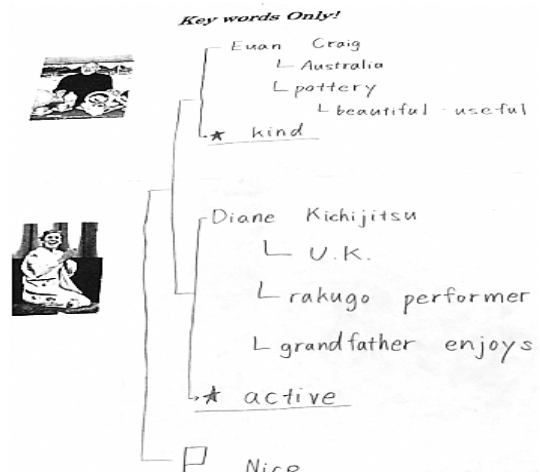 Key words Only!
Euan Craig
Australia
pottery
beautiful · useful
★ kind
Diane Kichijitsu
U.K.
rakugo performer
grandfather enjoys
★ active
P Nice